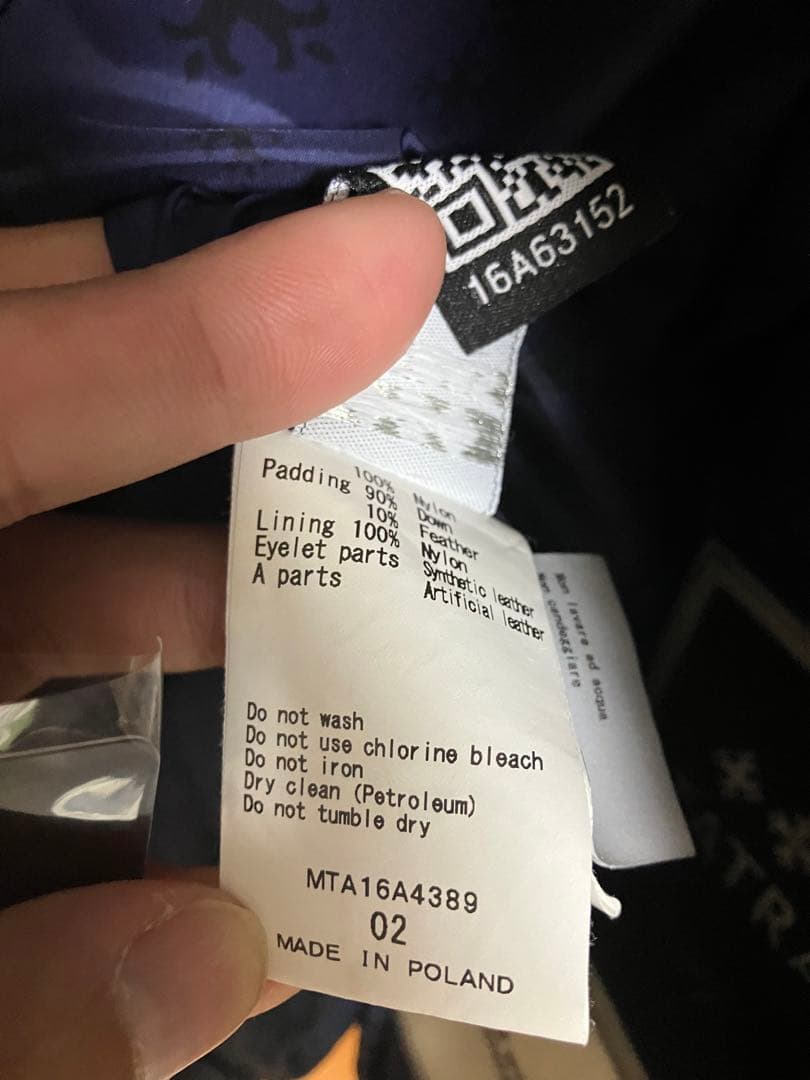 16A63152
100% Nylon
Padding 90% Down
10% Feather
Lining 100% Nylon
Eyelet parts Synthetic leather
A parts Artificial leather
Do not wash
Do not use chlorine bleach
Do not iron
Dry clean (Petroleum)
Do not tumble dry
MTA16A4389
02
MADE IN POLAND
Non lavare ad acqua
Non candeggiare